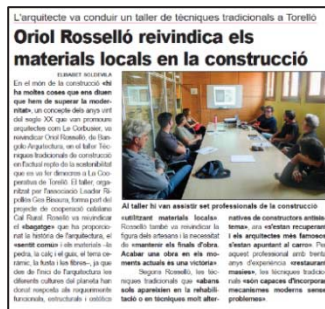 L'arquitecte va conduir un taller de tècniques tradicionals a Torelló
Oriol Rosselló reivindica els
materials locals en la construcció
ELISABET SOLDEVILA
En el món de la construcció «hi
ha moltes coses que ens diuen
que hem de superar la moder-
nitat», un concepte dels anys vint
del segle XX que van promoure
arquitectes com Le Corbusier, va
reivindicar Oriol Rosselló, de Ban-
golo Arquitectura, en el taller Tèc-
niques tradicionals de construcció
en l'actual repte de la sostenibilitat
que es va fer dimecres a La Coo-
perativa de Torelló. El taller, orga-
nitzat per l'associació Leader Ri-
pollès Ges Bisaura, forma part del
projecte de cooperació catalana
Cal Rural. Rosselló va reivindicar
el «bagatge» que ha proporcio-
nat la història de l'arquitectura, el
«sentit comú» i els materials –la
pedra, la calç i el guix, el terra cerà-
mic, la fusta i les fibres–, ja que
des de l'inici de l'arquitectura les
diferents cultures del planeta han
donat resposta als requeriments
funcionals, estructurals i estètics
Al taller hi van assistir set professionals de la construcció
«utilitzant materials locals».
Rosselló també va reivindicar la
figura dels artesans i la necessitat
de «mantenir els finals d'obra.
Acabar una obra en els mo-
ments actuals és una victòria».
Segons Rosselló, les tèc-
niques tradicionals que «abans
sols apareixien en la rehabili-
tació o en tècniques molt alter-
natives de constructors antisis-
tema», ara «s'estan recuperant
i els arquitectes més famosos
s'estan apuntant al carro». Per
aquest professional amb trenta
anys d'experiència «restaurant
masies», les tècniques tradicio-
nals «són capaces d'incorporar
mecanismes moderns sense
problemes».